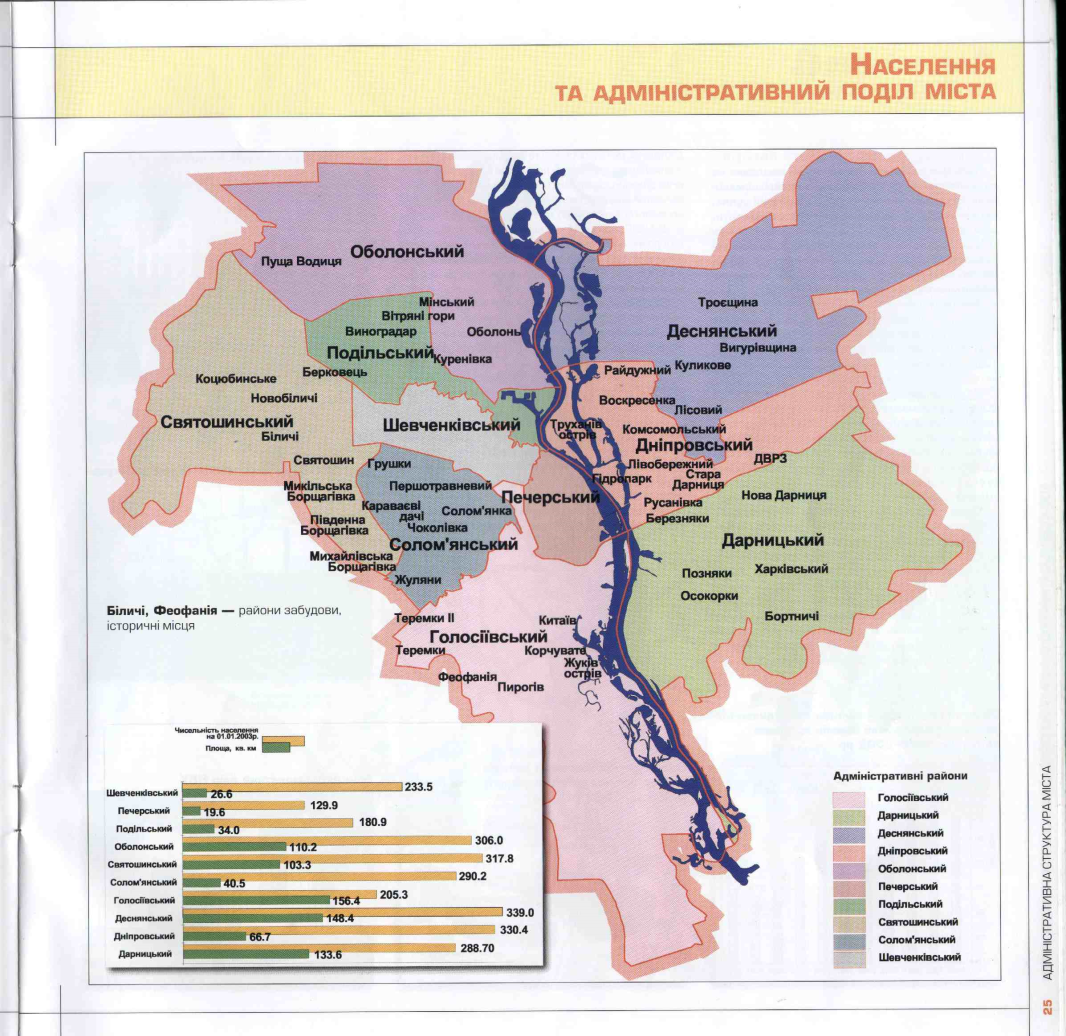 Населення
та адміністративний поділ міста
Пуща Водиця
Оболонський
Мінський
Вітряні гори
Виноградар
Оболонь
Подільський
Куренівка
Берковець
Коцюбинське
Новобіличі
Святошинський
Біличі
Шевченківський
Святошин
Грушки
Микільська
Борщагівка
Першотравневий
Караваєві
дачі
Солом'янка
Південна
Борщагівка
Чоколівка
Солом'янський
Михайлівська
Борщагівка
Жуляни
Печерський
Троєщина
Деснянський
Вигурівщина
Райдужний
Куликове
Воскресенка
Лісовий
Труханів
острів
Комсомольський
Дніпровський
ДВРЗ
Лівобережний
Гідропарк
Стара
Дарниця
Русанівка
Нова Дарниця
Березняки
Дарницький
Позняки
Харківський
Осокорки
Бортничі
Біличі, Феофанія — райони забудови,
історичні місця
Теремки II
Китаїв
Голосіївський
Теремки
Корчувате
Жуків
острів
Феофанія
Пирогів
Чисельність населення
на 01.01.2003р.
Площа, кв. км
Шевченківський 233.5
26.6
Печерський 129.9
19.6
Подільський 180.9
34.0
Оболонський 306.0
110.2
Святошинський 317.8
103.3
Солом'янський 290.2
40.5
Голосіївський 205.3
156.4
Деснянський 339.0
148.4
Дніпровський 330.4
66.7
Дарницький 288.70
133.6
Адміністративні райони
Голосіївський
Дарницький
Деснянський
Дніпровський
Оболонський
Печерський
Подільський
Святошинський
Солом'янський
Шевченківський
25 АДМІНІСТРАТИВНА СТРУКТУРА МІСТА